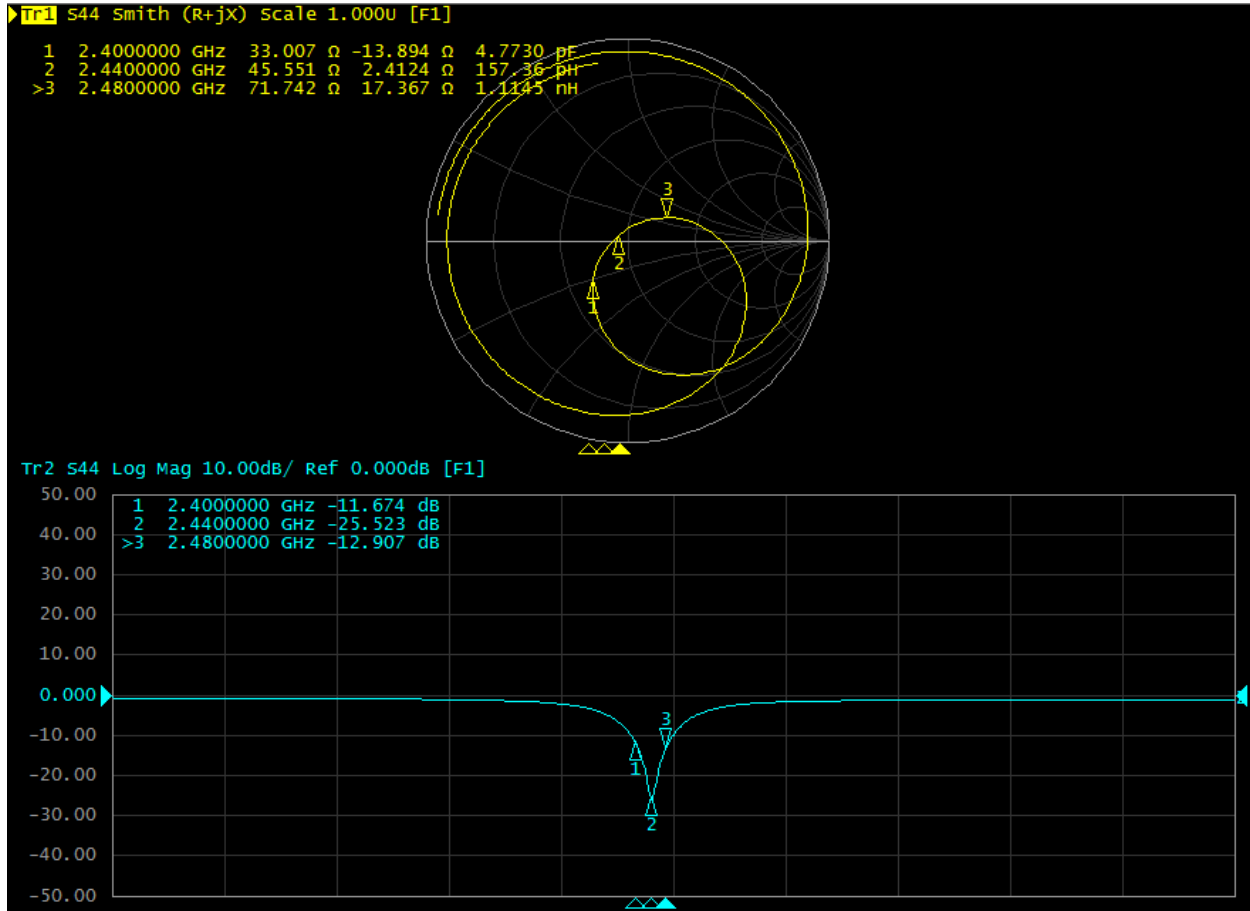 Tr1 S44 Smith (R+jX) Scale 1.000U [F1]
1 2.4000000 GHz 33.007 Ω -13.894 Ω 4.7730 pF
2 2.4400000 GHz 45.551 Ω 2.4124 Ω 157.36 pH
>3 2.4800000 GHz 71.742 Ω 17.367 Ω 1.1145 nH
3
2
1
Tr2 S44 Log Mag 10.00dB/ Ref 0.000dB [F1]
50.00
1 2.4000000 GHz -11.674 dB
2 2.4400000 GHz -25.523 dB
40.00
>3 2.4800000 GHz -12.907 dB
30.00
20.00
10.00
0.000
3
-10.00
1
-20.00
-30.00
2
-40.00
-50.00